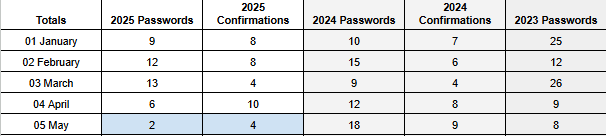 Totals 2025 Passwords 2025 Confirmations 2024 Passwords 2024 Confirmations 2023 Passwords
01 January 9 8 10 7 25
02 February 12 8 15 6 12
03 March 13 4 9 4 26
04 April 6 10 12 8 9
05 May 2 4 18 9 8